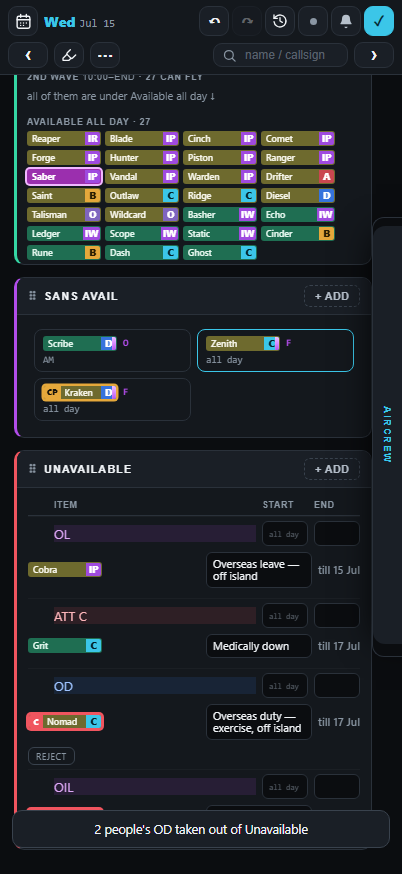 Wed Jul 15
name / callsign
2ND WAVE 10:00–END · 27 CAN FLY
all of them are under Available all day ↓
AVAILABLE ALL DAY · 27
Reaper IR Blade IP Cinch IP Comet IP
Forge IP Hunter IP Piston IP Ranger IP
Saber IP Vandal IP Warden IP Drifter A
Saint B Outlaw C Ridge C Diesel D
Talisman O Wildcard O Basher IW Echo IW
Ledger IW Scope IW Static IW Cinder B
Rune B Dash C Ghost C
SANS AVAIL + ADD
Scribe D O Zenith C F
AM all day
CP Kraken D F
all day
AIRCREW
UNAVAILABLE + ADD
ITEM START END
OL all day
Cobra IP Overseas leave —
off island till 15 Jul
ATT C all day
Grit C Medically down till 17 Jul
OD all day
C Nomad C Overseas duty —
exercise, off island till 17 Jul
REJECT
OIL all day
2 people's OD taken out of Unavailable